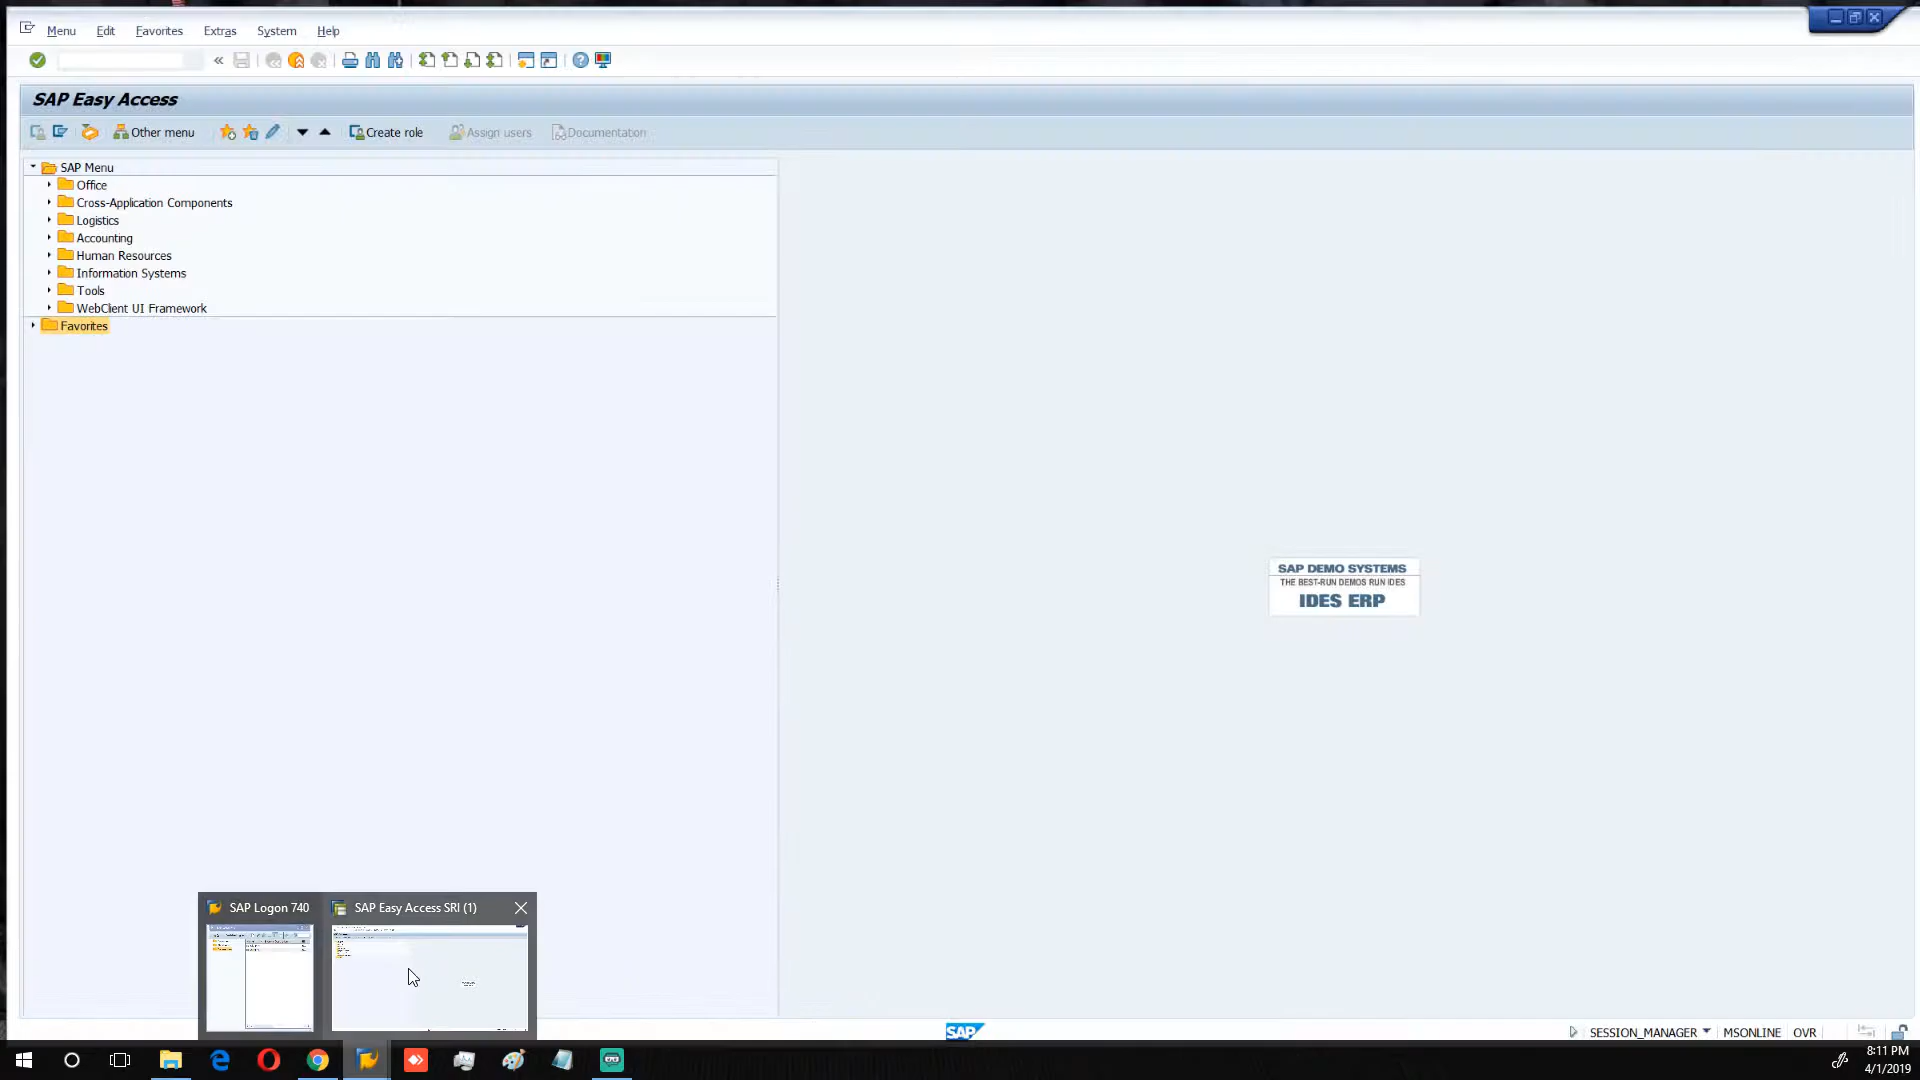 Menu Edit Favorites Extras System Help
«
SAP Easy Access
Other menu Create role Assign users Documentation
SAP Menu
Office
Cross-Application Components
Logistics
Accounting
Human Resources
Information Systems
Tools
WebClient UI Framework
Favorites
SAP DEMO SYSTEMS
THE BEST-RUN DEMOS RUN IDES
IDES ERP
SAP Logon 740 SAP Easy Access SRI (1)
SAP SESSION_MANAGER MSONLINE OVR
8:11 PM
4/1/2019